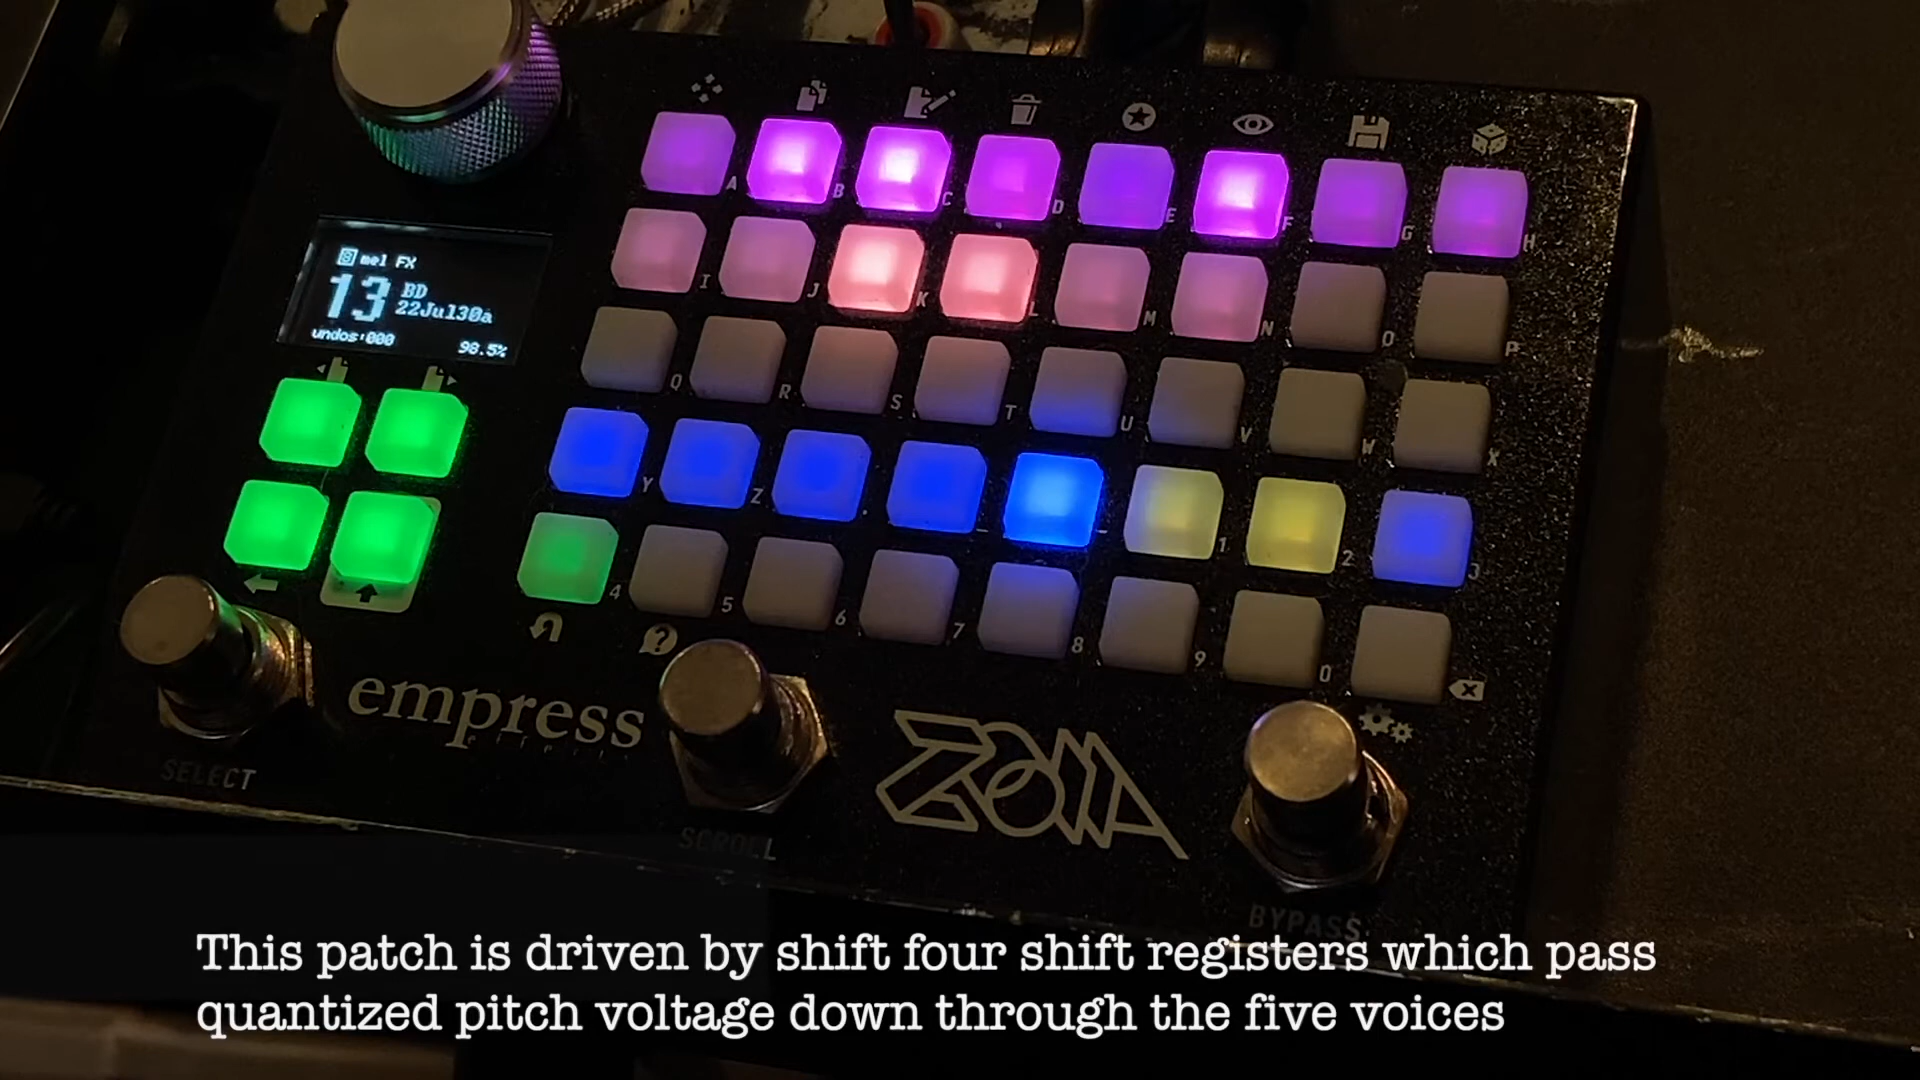 A B C D E F G H
mel FX
13 BD
22Jul30a
undos:000 98.5%
I J K L M N O P
Q R S T U V W X
Y Z . _ - 1 2 3
4 5 6 7 8 9 0
empress
effects
ZOIA
SELECT
SCROLL
BYPASS
This patch is driven by shift four shift registers which pass
quantized pitch voltage down through the five voices